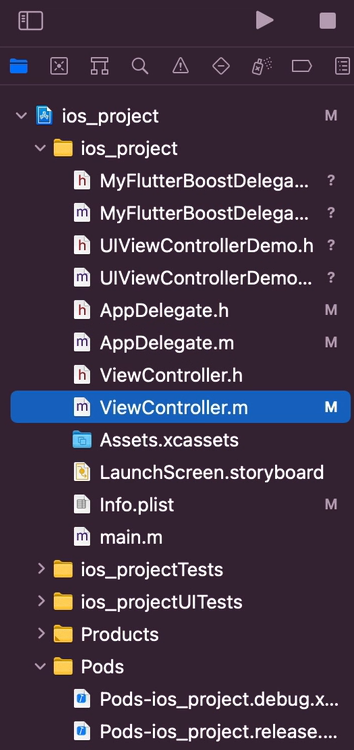 ios_project M
ios_project
MyFlutterBoostDelega... ?
MyFlutterBoostDelega... ?
UIViewControllerDemo.h ?
UIViewControllerDemo... ?
AppDelegate.h M
AppDelegate.m M
ViewController.h
ViewController.m M
Assets.xcassets
LaunchScreen.storyboard
Info.plist M
main.m
ios_projectTests
ios_projectUITests
Products
Pods
Pods-ios_project.debug.x...
Pods-ios_project.release....